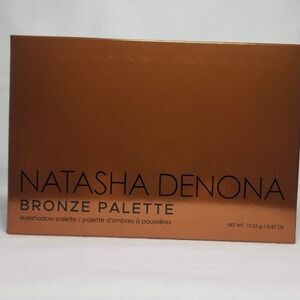 NATASHA DENONA
BRONZE PALETTE
eyeshadow palette / palette d'ombres à paupières
NET WT. 19.25 g / 0.67 Oz